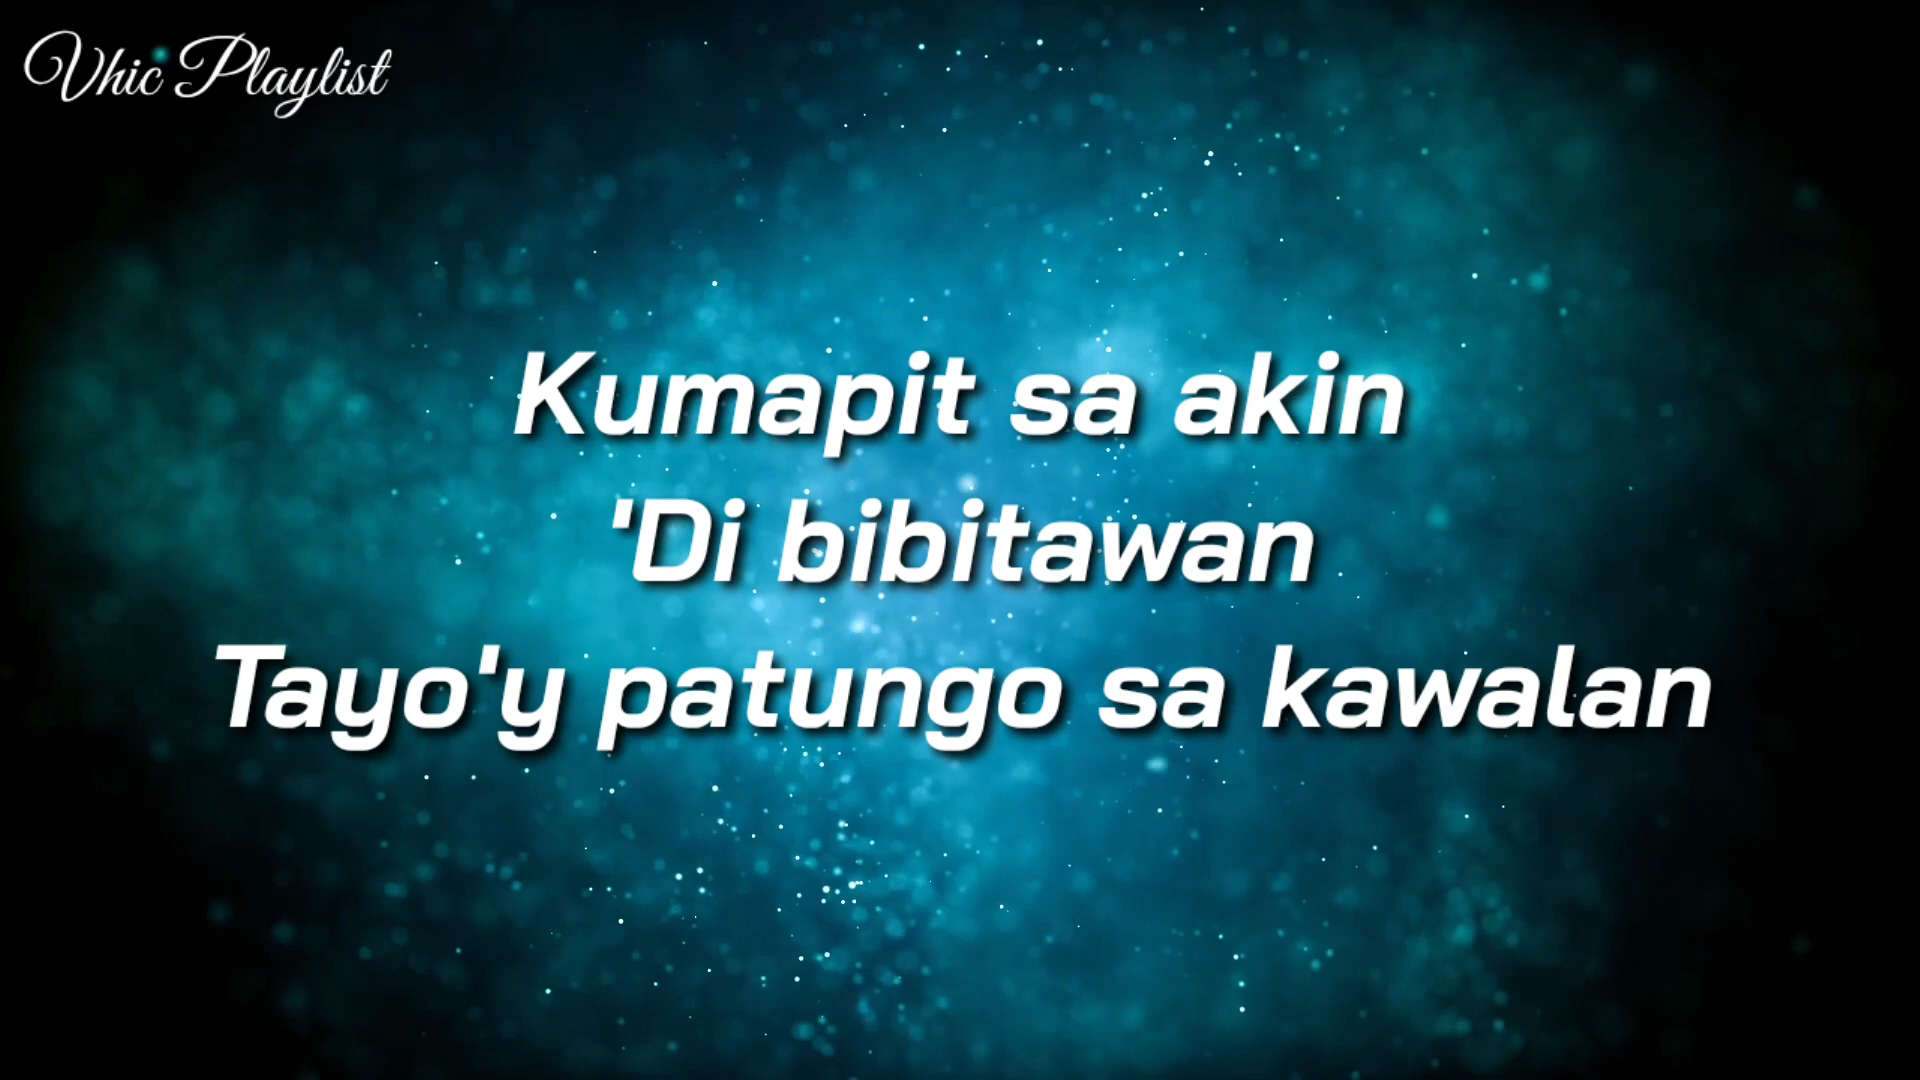 Vhic Playlist
Kumapit sa akin
'Di bibitawan
Tayo'y patungo sa kawalan